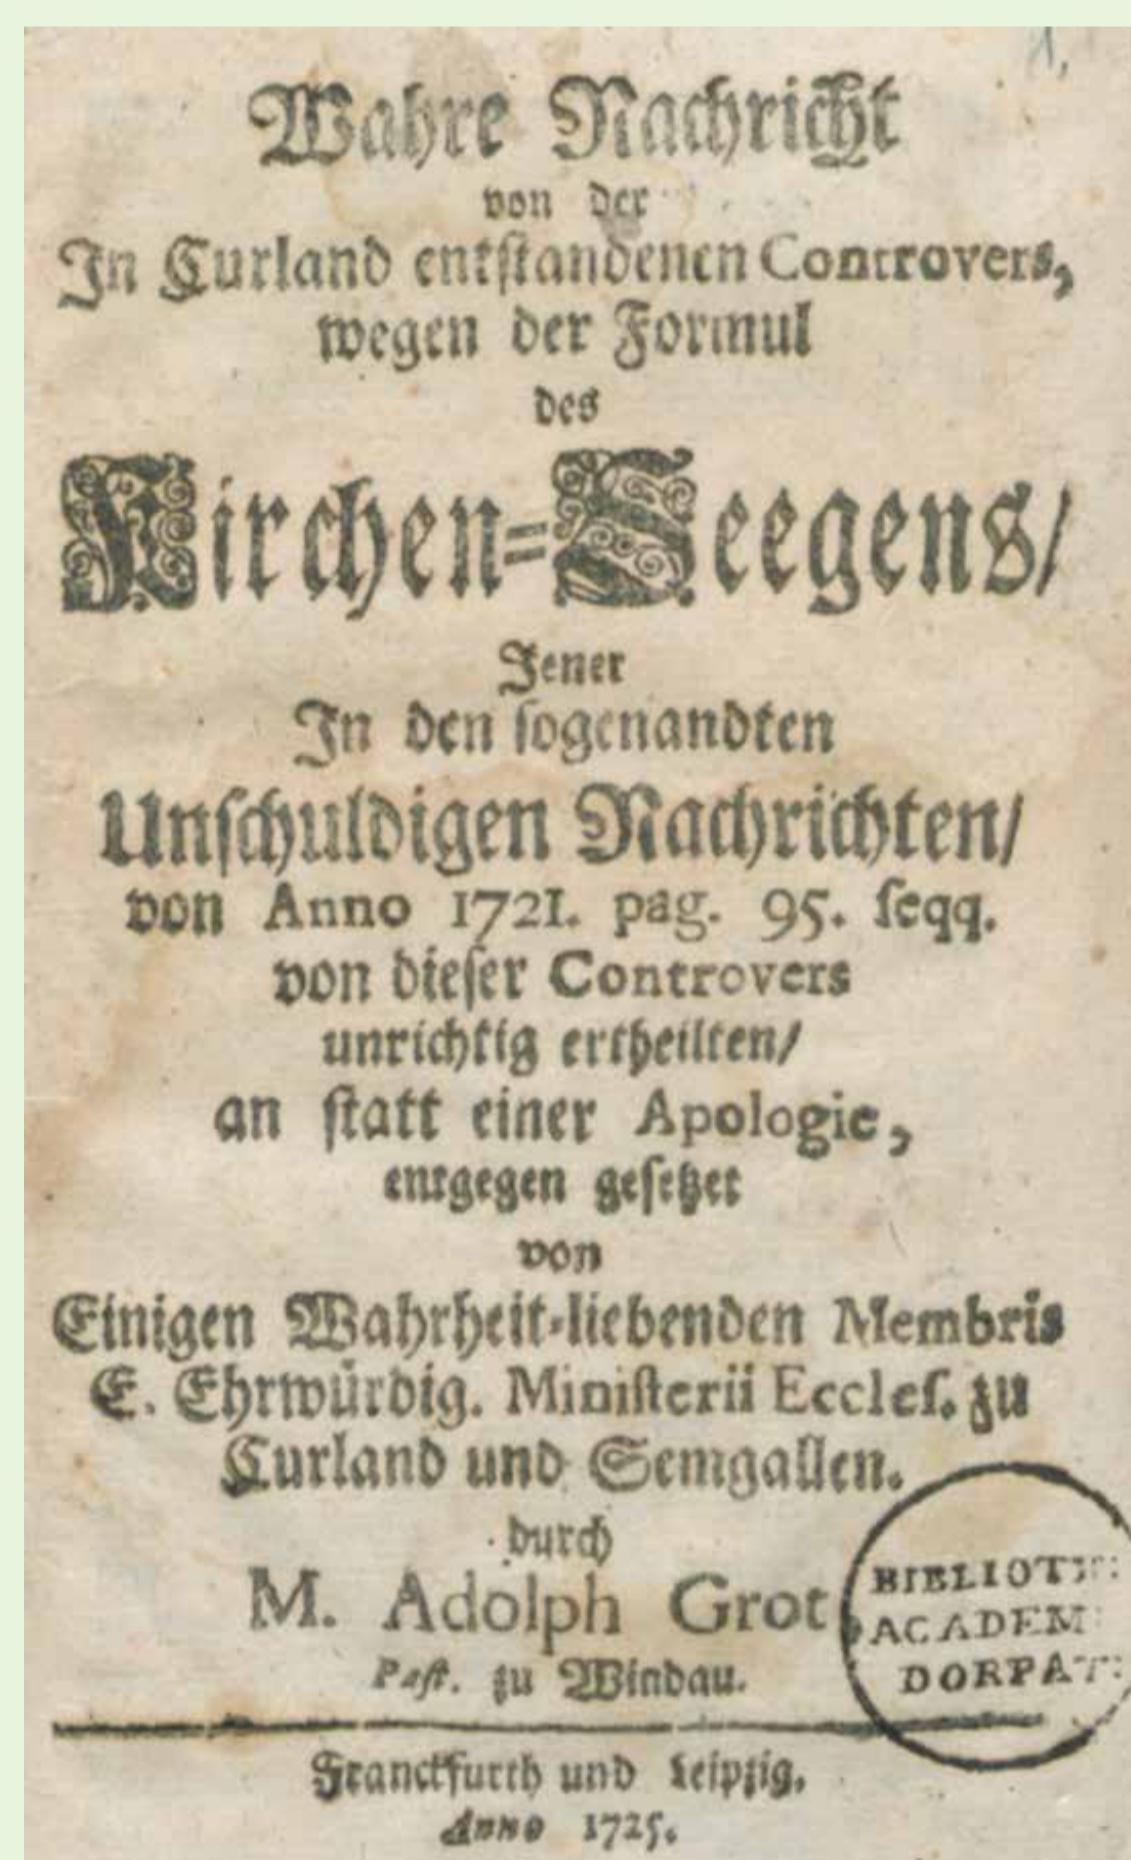 Wahre Nachricht
von der
In Curland entstandenen Controvers,
wegen der Formul
des
Kirchen=Seegens/
Jener
In den sogenandten
Unschuldigen Nachrichten/
von Anno 1721. pag. 95. seqq.
von dieser Controvers
unrichtig ertheilten/
an statt einer Apologie,
entgegen gesetzet
von
Einigen Wahrheit-liebenden Membris
E. Ehrwürdig. Ministerii Eccles. zu
Curland und Semgallen.
durch
M. Adolph Grot
Past. zu Windau.
BIBLIOTH:
ACADEM:
DORPAT:
Franckfurth und Leipzig,
Anno 1725.